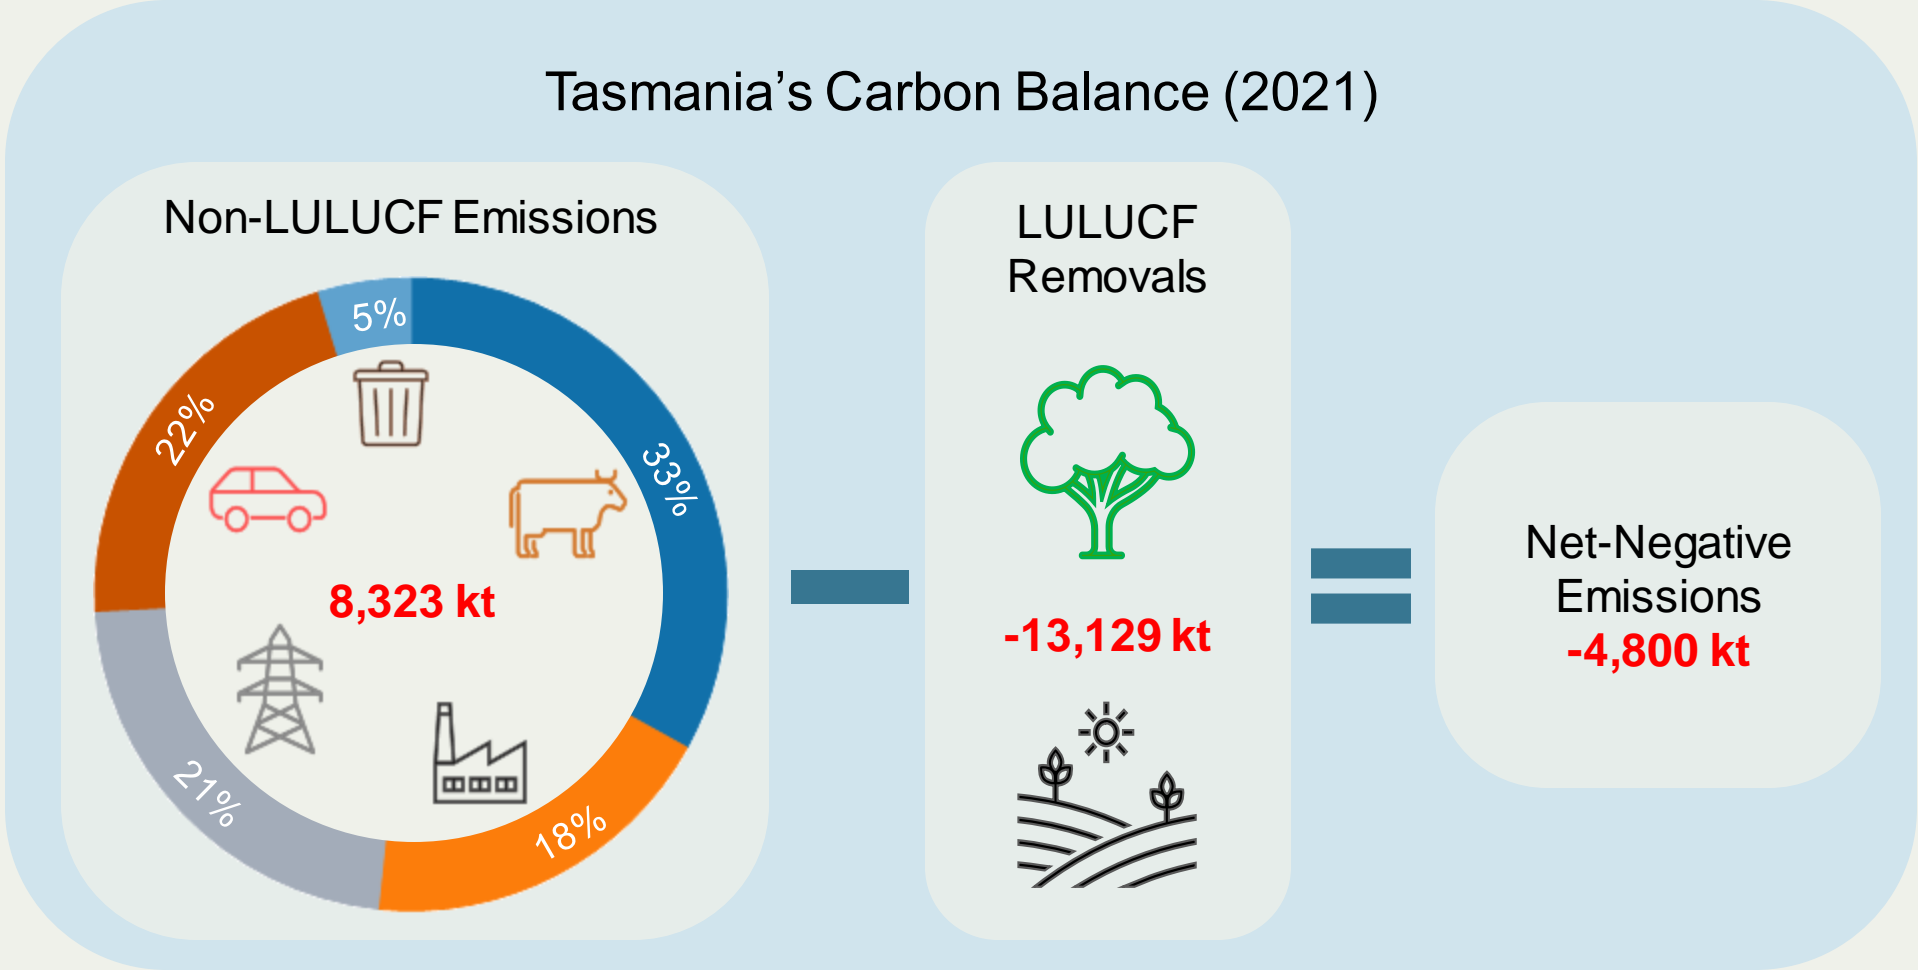 Tasmania’s Carbon Balance (2021)
Non-LULUCF Emissions
5%
33%
22%
8,323 kt
21%
18%
LULUCF
Removals
-13,129 kt
Net-Negative
Emissions
-4,800 kt